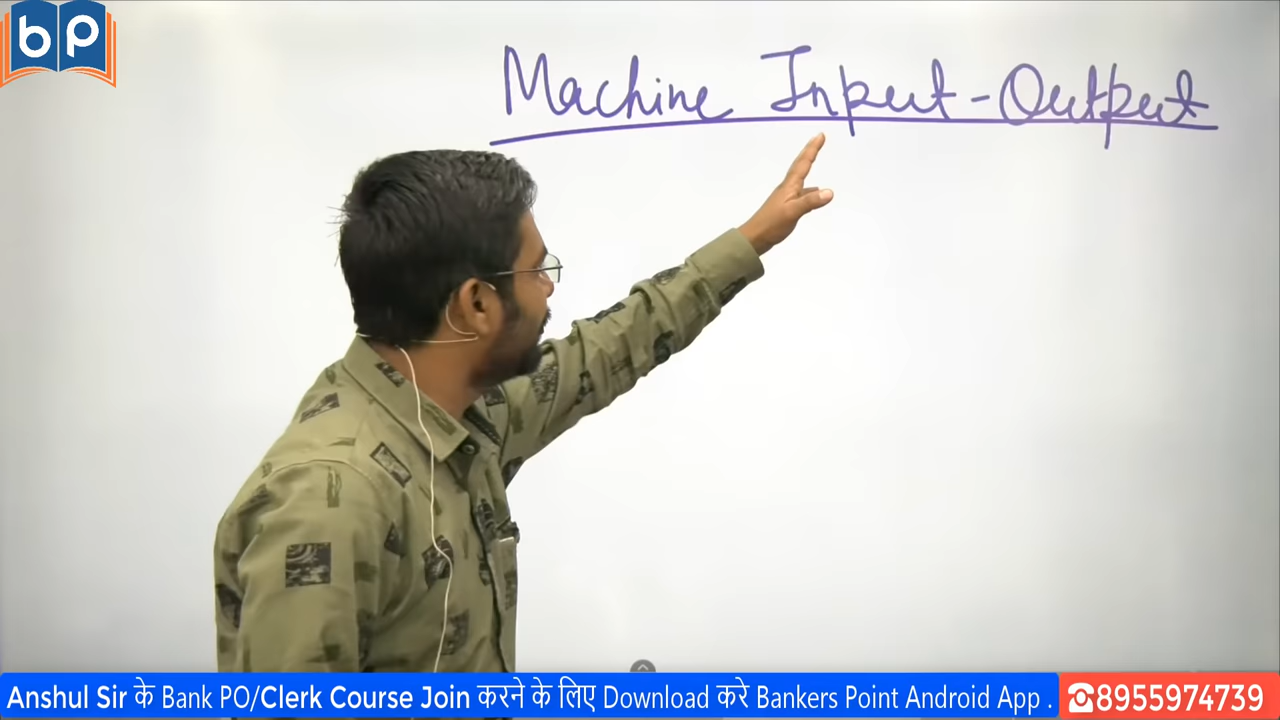 bp
Machine Input-Output
Anshul Sir के Bank PO/Clerk Course Join करने के लिए Download करे Bankers Point Android App . ☎8955974739